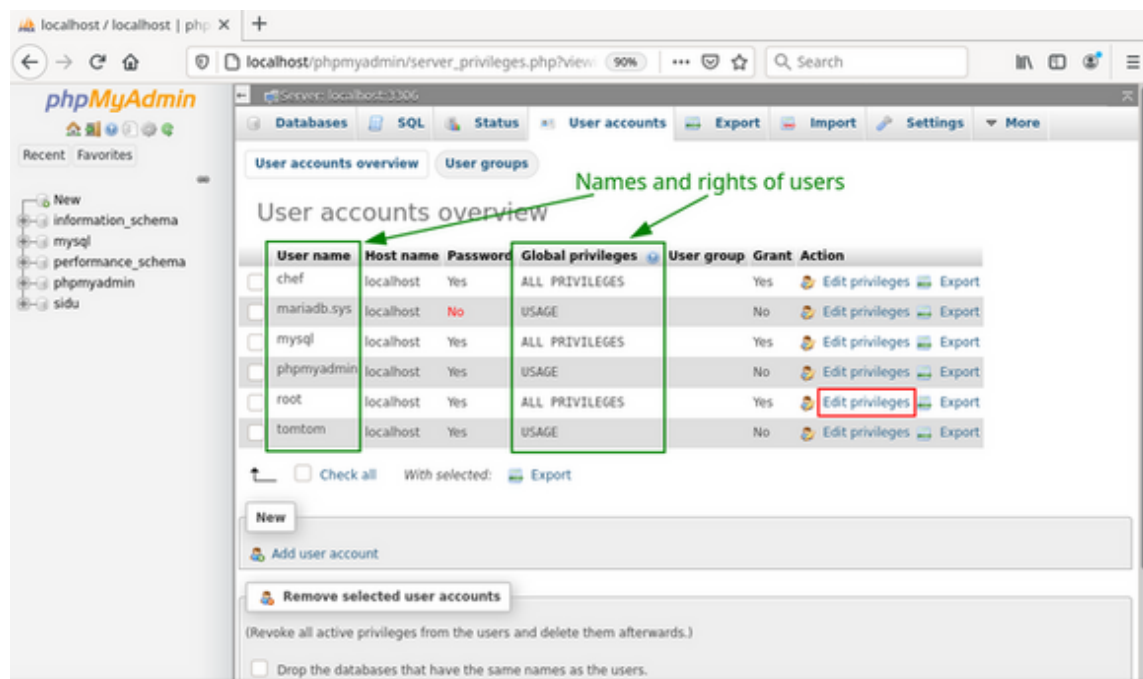 localhost / localhost | php
localhost/phpmyadmin/server_privileges.php?view 90% Search
phpMyAdmin
Recent Favorites
New
information_schema
mysql
performance_schema
phpmyadmin
sidu
Server: localhost:3306
Databases SQL Status User accounts Export Import Settings More
User accounts overview User groups
Names and rights of users
User accounts overview
User name Host name Password Global privileges User group Grant Action
chef localhost Yes ALL PRIVILEGES Yes Edit privileges Export
mariadb.sys localhost No USAGE No Edit privileges Export
mysql localhost Yes ALL PRIVILEGES Yes Edit privileges Export
phpmyadmin localhost Yes USAGE No Edit privileges Export
root localhost Yes ALL PRIVILEGES Yes Edit privileges Export
tomtom localhost Yes USAGE No Edit privileges Export
Check all With selected: Export
New
Add user account
Remove selected user accounts
(Revoke all active privileges from the users and delete them afterwards.)
Drop the databases that have the same names as the users.